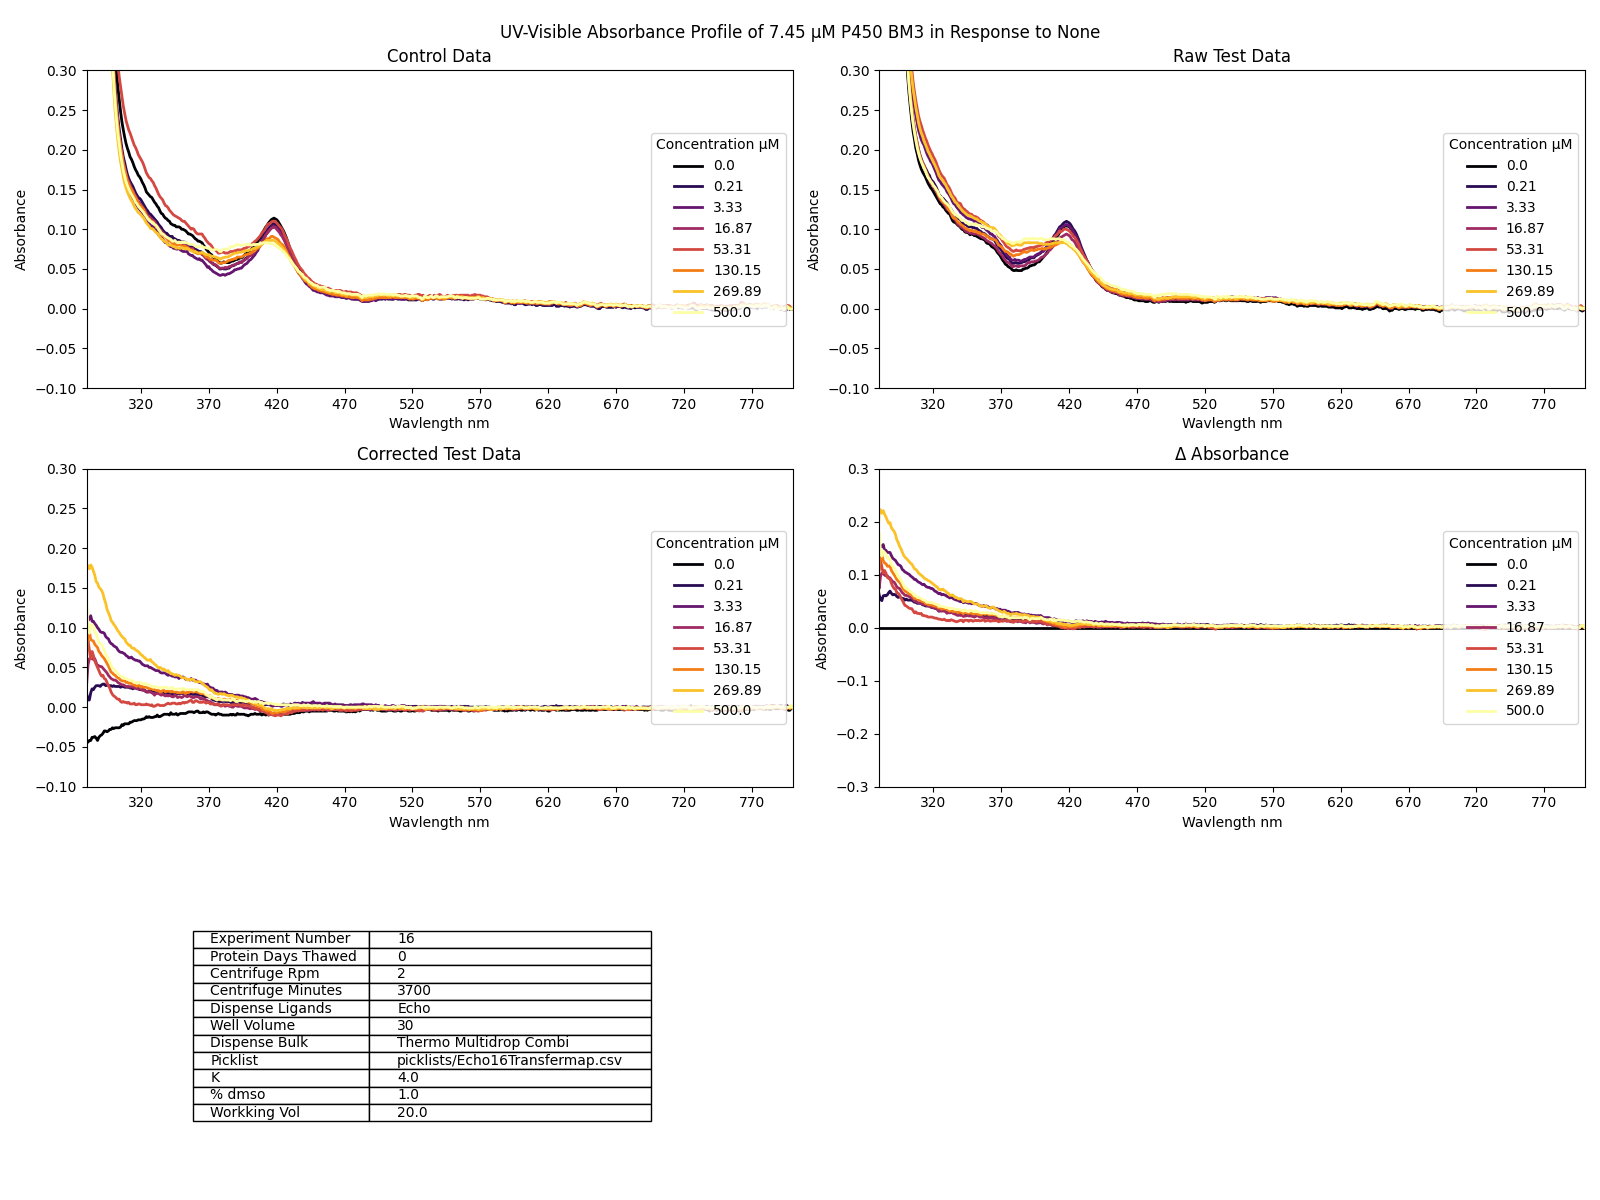 UV-Visible Absorbance Profile of 7.45 µM P450 BM3 in Response to None
Control Data
0.30
0.25
0.20
0.15
0.10
0.05
0.00
−0.05
−0.10
Absorbance
320 370 420 470 520 570 620 670 720 770
Wavlength nm
Concentration µM
0.0
0.21
3.33
16.87
53.31
130.15
269.89
500.0
Raw Test Data
0.30
0.25
0.20
0.15
0.10
0.05
0.00
−0.05
−0.10
Absorbance
320 370 420 470 520 570 620 670 720 770
Wavlength nm
Concentration µM
0.0
0.21
3.33
16.87
53.31
130.15
269.89
500.0
Corrected Test Data
0.30
0.25
0.20
0.15
0.10
0.05
0.00
−0.05
−0.10
Absorbance
320 370 420 470 520 570 620 670 720 770
Wavlength nm
Concentration µM
0.0
0.21
3.33
16.87
53.31
130.15
269.89
500.0
Δ Absorbance
0.3
0.2
0.1
0.0
−0.1
−0.2
−0.3
Absorbance
320 370 420 470 520 570 620 670 720 770
Wavlength nm
Concentration µM
0.0
0.21
3.33
16.87
53.31
130.15
269.89
500.0
Experiment Number 16
Protein Days Thawed 0
Centrifuge Rpm 2
Centrifuge Minutes 3700
Dispense Ligands Echo
Well Volume 30
Dispense Bulk Thermo Multidrop Combi
Picklist picklists/Echo16Transfermap.csv
K 4.0
% dmso 1.0
Workking Vol 20.0